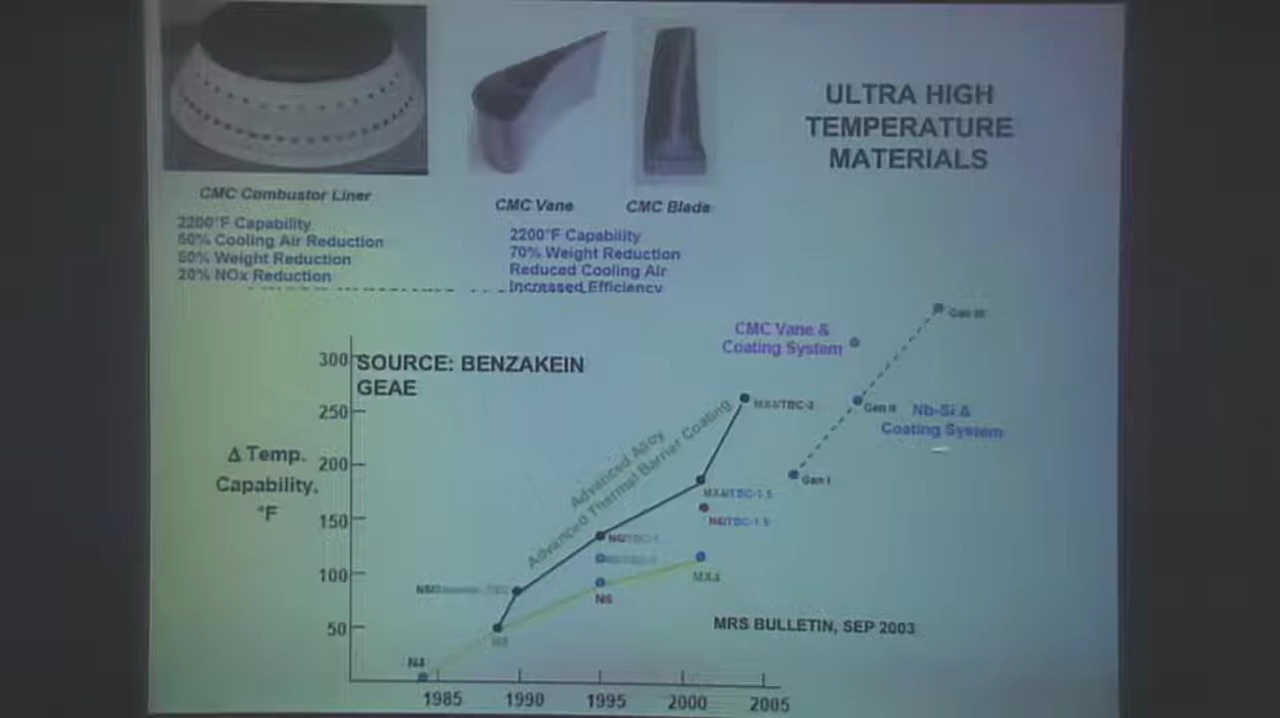 ULTRA HIGH
TEMPERATURE
MATERIALS
CMC Combustor Liner
2200°F Capability
50% Cooling Air Reduction
50% Weight Reduction
20% NOx Reduction
CMC Vane
CMC Blade
2200°F Capability
70% Weight Reduction
Reduced Cooling Air
Increased Efficiency
SOURCE: BENZAKEIN
GEAE
Δ Temp.
Capability,
°F
300
250
200
150
100
50
1985
1990
1995
2000
2005
Advanced Alloy
Advanced Thermal Barrier Coating
CMC Vane &
Coating System
Gen III
Gen II
Nb-Si &
Coating System
Gen I
MX4/TBC-2
MX4/TBC-1.5
N6/TBC-1.5
N6/TBC-1
MX4
N6
N5
N4
MRS BULLETIN, SEP 2003